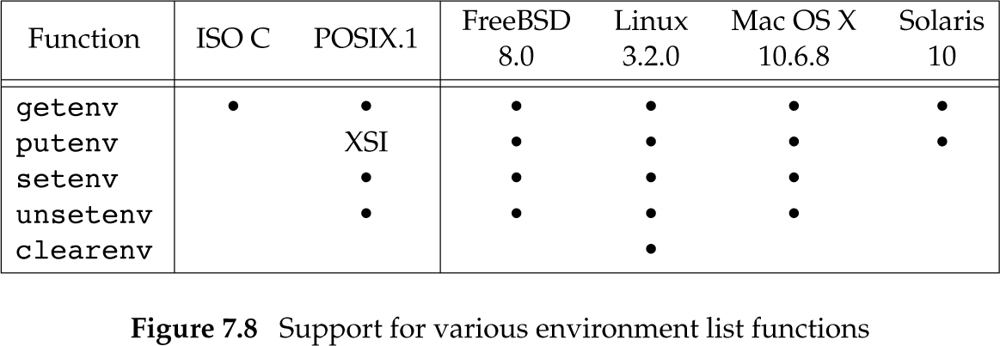 Function ISO C POSIX.1 FreeBSD 8.0 Linux 3.2.0 Mac OS X 10.6.8 Solaris 10
getenv • • • • • •
putenv XSI • • • •
setenv • • • •
unsetenv • • • •
clearenv •
Figure 7.8 Support for various environment list functions